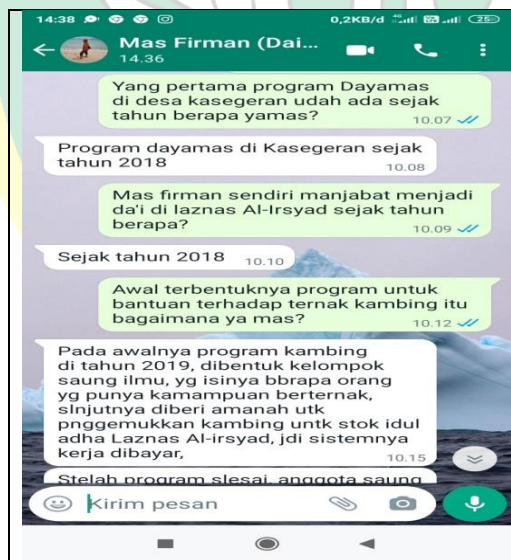 14:38
0,2KB/d
25
Mas Firman (Dai...
14.36
Yang pertama program Dayamas
di desa kasegeran udah ada sejak
tahun berapa yamas?
10.07
Program dayamas di Kasegeran sejak
tahun 2018
10.08
Mas firman sendiri manjabat menjadi
da'i di laznas Al-Irsyad sejak tahun
berapa?
10.09
Sejak tahun 2018
10.10
Awal terbentuknya program untuk
bantuan terhadap ternak kambing itu
bagaimana ya mas?
10.12
Pada awalnya program kambing
di tahun 2019, dibentuk kelompok
saung ilmu, yg isinya bbrapa orang
yg punya kamampuan berternak,
slnjutnya diberi amanah utk
pnggemukkan kambing untk stok idul
adha Laznas Al-irsyad, jdi sistemnya
kerja dibayar,
10.15
Stelah program slesai, anggota saung
Kirim pesan